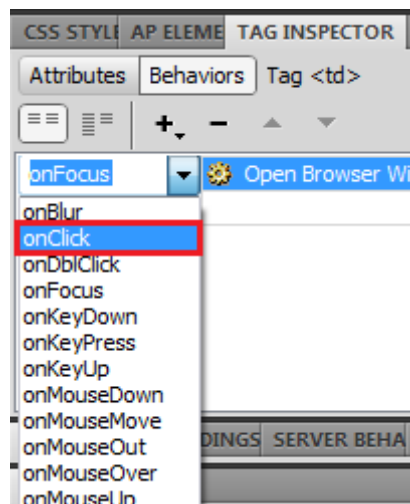 CSS STYLE AP ELEME TAG INSPECTOR
Attributes Behaviors Tag <td>
onFocus Open Browser Wi
onBlur
onClick
onDblClick
onFocus
onKeyDown
onKeyPress
onKeyUp
onMouseDown
onMouseMove
onMouseOut DINGS SERVER BEHA
onMouseOver
onMouseUp